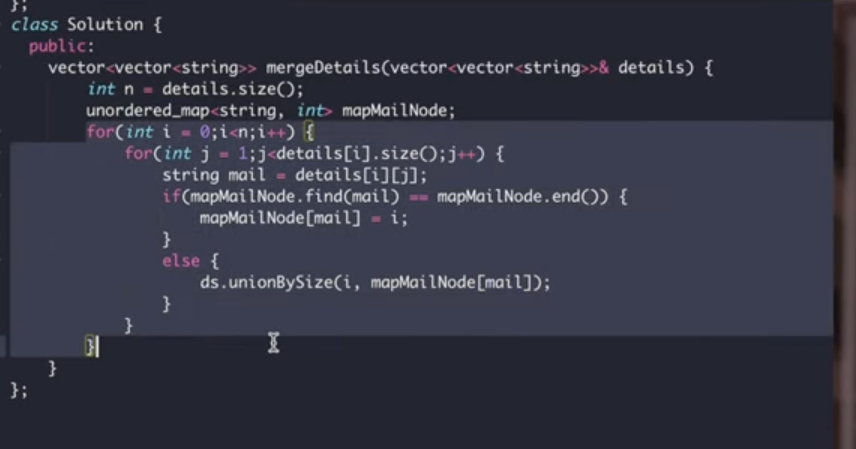 };
class Solution {
public:
vector<vector<string>> mergeDetails(vector<vector<string>>& details) {
int n = details.size();
unordered_map<string, int> mapMailNode;
for(int i = 0;i<n;i++) {
for(int j = 1;j<details[i].size();j++) {
string mail = details[i][j];
if(mapMailNode.find(mail) == mapMailNode.end()) {
mapMailNode[mail] = i;
}
else {
ds.unionBySize(i, mapMailNode[mail]);
}
}
}
}
};